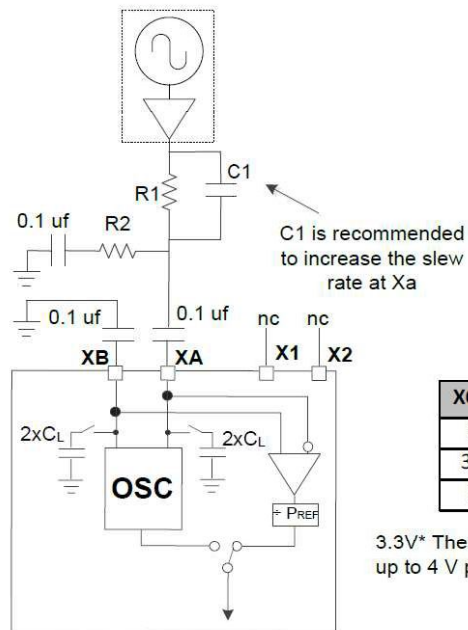 C1
R1
0.1 uf
R2
C1 is recommended
to increase the slew
rate at Xa
0.1 uf
0.1 uf
nc
nc
XB
XA
X1
X2
2xCL
2xCL
OSC
÷ PREF
3
3.3V* The
up to 4 V